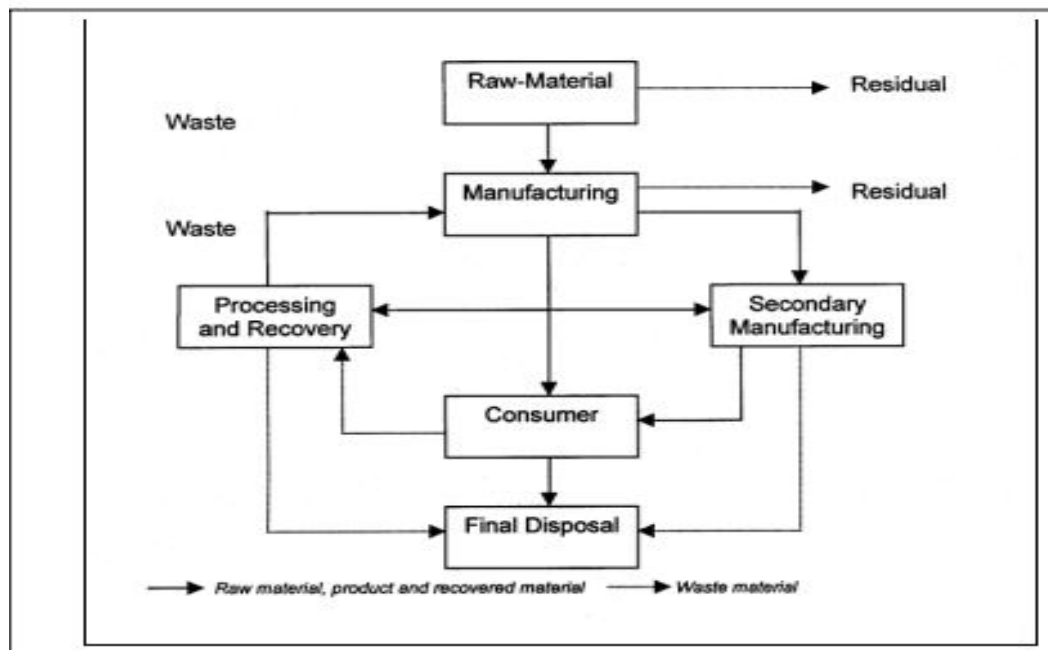 Raw-Material
Residual
Waste
Manufacturing
Residual
Waste
Processing
and Recovery
Secondary
Manufacturing
Consumer
Final Disposal
Raw material, product and recovered material
Waste material